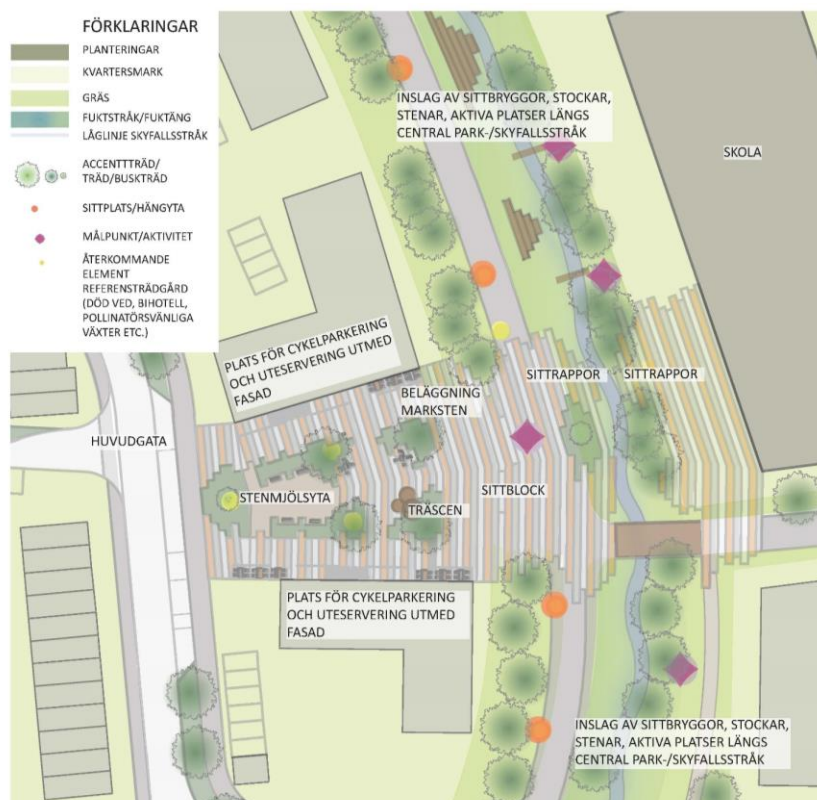 FÖRKLARINGAR
PLANTERINGAR
KVARTERSMARK
GRÄS
FUKTSTRÅK/FUKTÄNG
LÅGLINJE SKYFALLSSTRÅK
ACCENTTTRÄD/
TRÄD/BUSKTRÄD
SITTPLATS/HÄNGYTA
MÅLPUNKT/AKTIVITET
ÅTERKOMMANDE
ELEMENT
REFERENSTRÄDGÅRD
(DÖD VED, BIHOTELL,
POLLINATÖRSVÄNLIGA
VÄXTER ETC.)
INSLAG AV SITTBRYGGOR, STOCKAR,
STENAR, AKTIVA PLATSER LÄNGS
CENTRAL PARK-/SKYFALLSSTRÅK
SKOLA
PLATS FÖR CYKELPARKERING
OCH UTESERVERING UTMED
FASAD
SITTRAPPOR
SITTRAPPOR
BELÄGGNING
MARKSTEN
HUVUDGATA
STENMJÖLSYTA
TRÄSCEN
SITTBLOCK
PLATS FÖR CYKELPARKERING
OCH UTESERVERING UTMED
FASAD
INSLAG AV SITTBRYGGOR, STOCKAR,
STENAR, AKTIVA PLATSER LÄNGS
CENTRAL PARK-/SKYFALLSSTRÅK